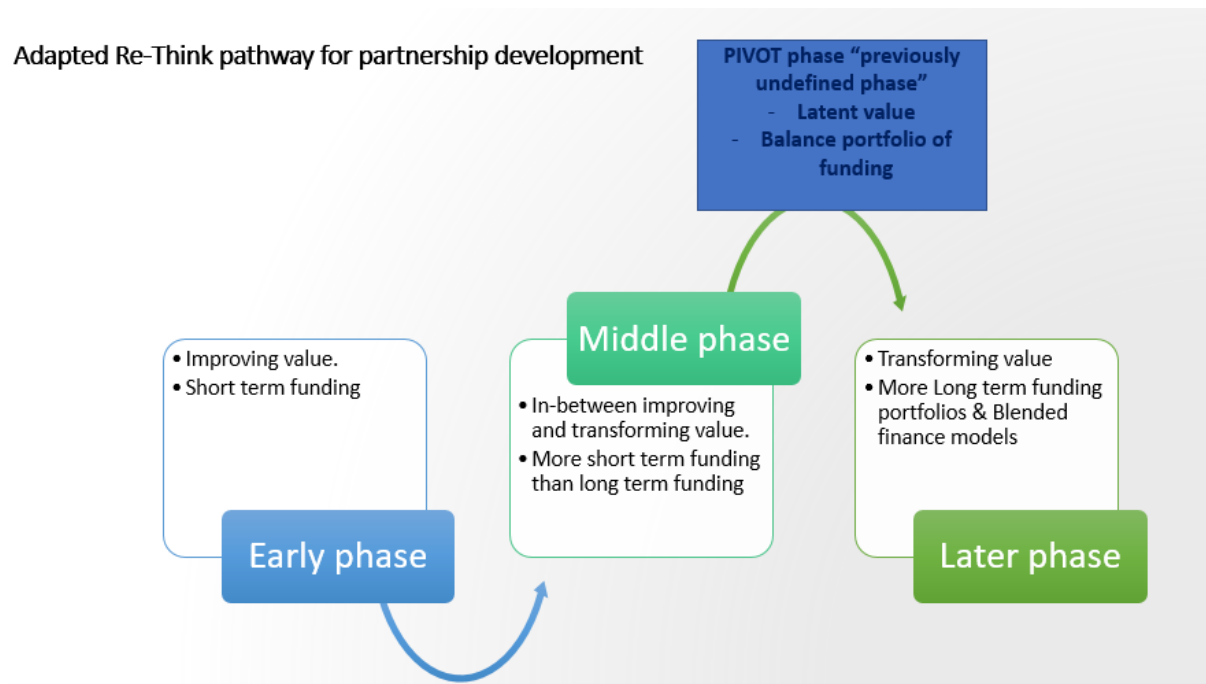 Adapted Re-Think pathway for partnership development
PIVOT phase “previously
undefined phase”
- Latent value
- Balance portfolio of
funding
• Improving value.
• Short term funding
Early phase
Middle phase
• In-between improving
and transforming value.
• More short term funding
than long term funding
• Transforming value
• More Long term funding
portfolios & Blended
finance models
Later phase